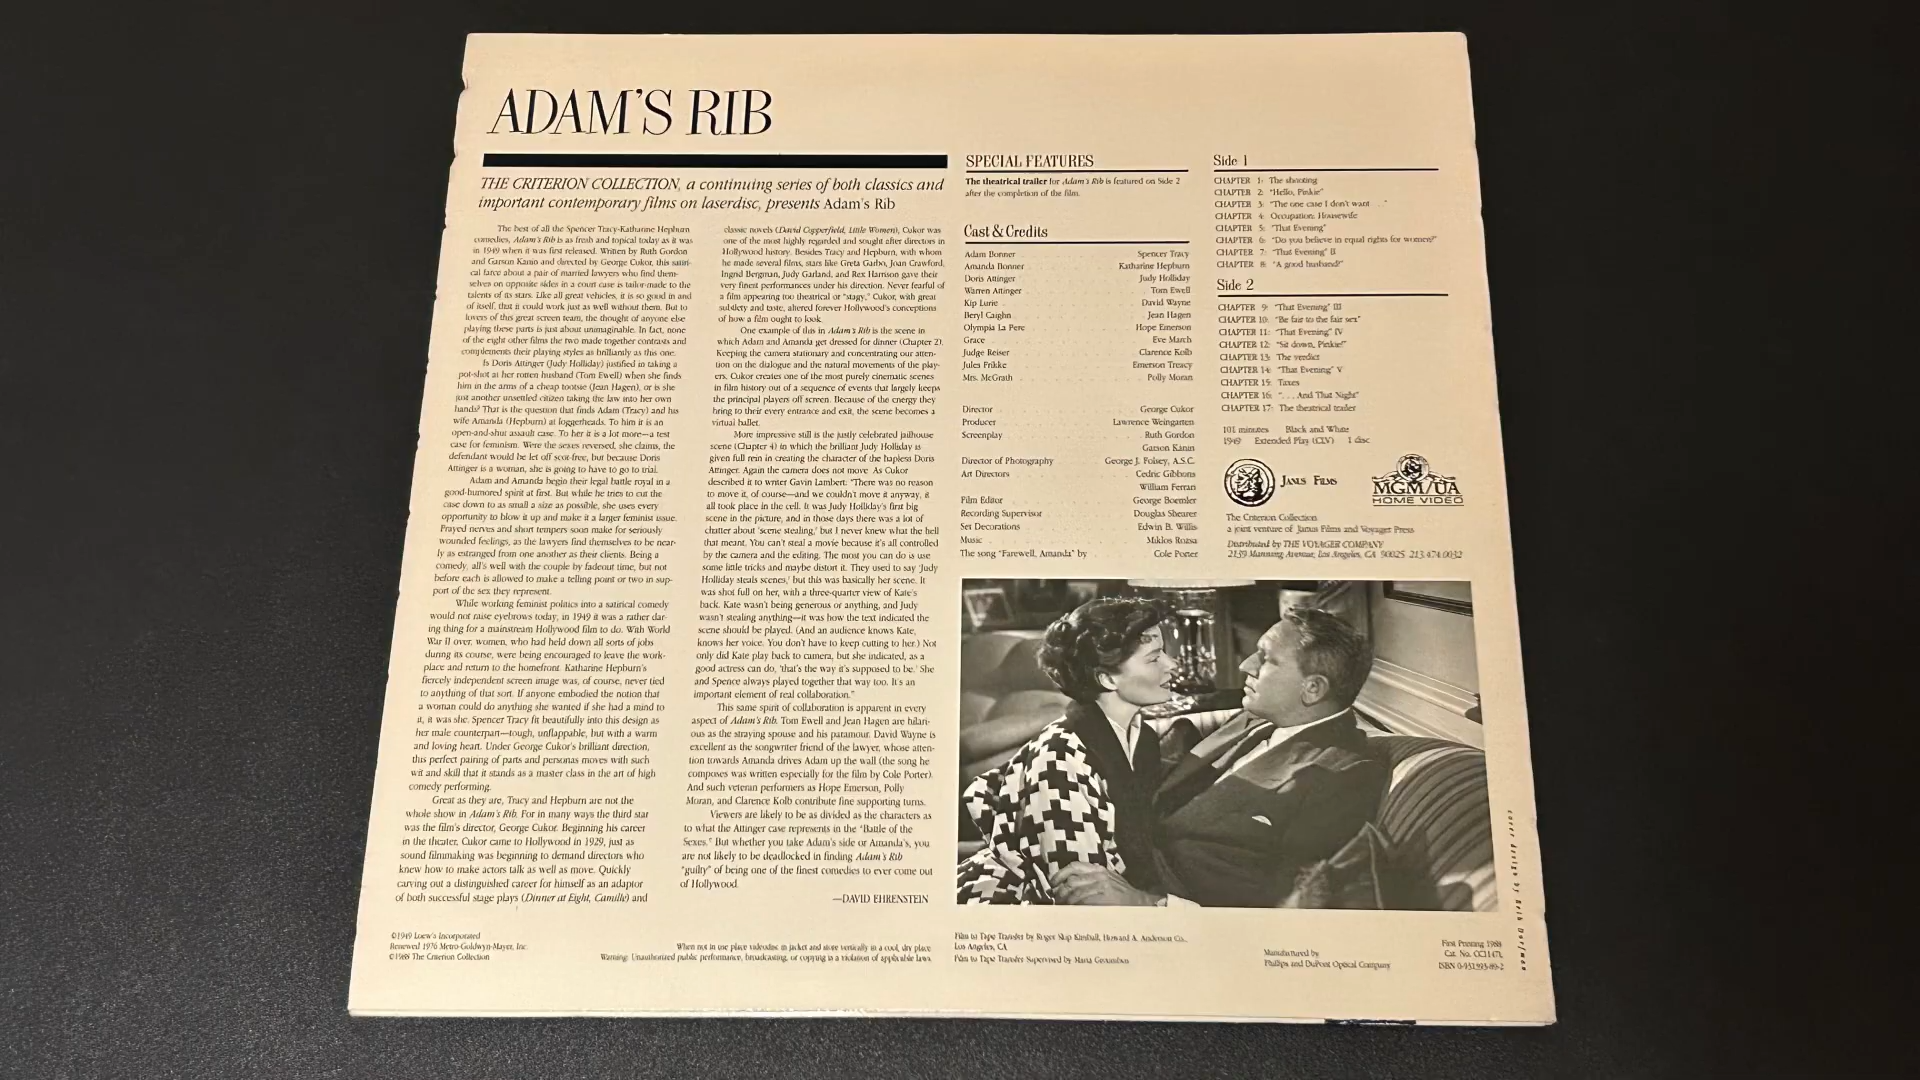 ADAM'S RIB
THE CRITERION COLLECTION, a continuing series of both classics and
important contemporary films on laserdisc, presents Adam's Rib
The best of all the Spencer Tracy-Katharine Hepburn
comedies, Adam's Rib is as fresh and topical today as it was
in 1949 when it was first released. Written by Ruth Gordon
and Garson Kanin and directed by George Cukor, this satiri-
cal farce about a pair of married lawyers who find them-
selves on opposite sides in a court case is tailor-made to the
talents of its stars. Like all great vehicles, it is so good in and
of itself, that it could work just as well without them. But to
lovers of this great screen team, the thought of anyone else
playing these parts is just about unimaginable. In fact, none
of the eight other films the two made together contrasts and
complements their playing styles as brilliantly as this one.
Is Doris Attinger (Judy Holliday) justified in taking a
pot-shot at her rotten husband (Tom Ewell) when she finds
him in the arms of a cheap tootsie (Jean Hagen), or is she
just another unsettled citizen taking the law into her own
hands? That is the question that finds Adam (Tracy) and his
wife Amanda (Hepburn) at loggerheads. To him it is an
open-and-shut assault case. To her it is a lot more—a test
case for feminism. Were the sexes reversed, she claims, the
defendant would be let off scot-free, but because Doris
Attinger is a woman, she is going to have to go to trial.
Adam and Amanda begin their legal battle royal in a
good-humored spirit at first. But while he tries to cut the
case down to as small a size as possible, she uses every
opportunity to blow it up and make it a larger feminist issue.
Frayed nerves and short tempers soon make for seriously
wounded feelings, as the lawyers find themselves to be near-
ly as estranged from one another as their clients. Being a
comedy, all's well with the couple by fadeout time, but not
before each is allowed to make a telling point or two in sup-
port of the sex they represent.
While working feminist politics into a satirical comedy
would not raise eyebrows today, in 1949 it was a rather dar-
ing thing for a mainstream Hollywood film to do. With World
War II over, women, who had held down all sorts of jobs
during its course, were being encouraged to leave the work-
place and return to the homefront. Katharine Hepburn's
fiercely independent screen image was, of course, never tied
to anything of that sort. If anyone embodied the notion that
a woman could do anything she wanted if she had a mind to
it, it was she. Spencer Tracy fit beautifully into this design as
her male counterpart—tough, unflappable, but with a warm
and loving heart. Under George Cukor's brilliant direction,
this perfect pairing of parts and personas moves with such
wit and skill that it stands as a master class in the art of high
comedy performing.
Great as they are, Tracy and Hepburn are not the
whole show in Adam's Rib. For in many ways the third star
was the film's director, George Cukor. Beginning his career
in the theater, Cukor came to Hollywood in 1929, just as
sound filmmaking was beginning to demand directors who
knew how to make actors talk as well as move. Quickly
carving out a distinguished career for himself as an adaptor
of both successful stage plays (Dinner at Eight, Camille) and
classic novels (David Copperfield, Little Women), Cukor was
one of the most highly regarded and sought after directors in
Hollywood history. Besides Tracy and Hepburn, with whom
he made several films, stars like Greta Garbo, Joan Crawford,
Ingrid Bergman, Judy Garland, and Rex Harrison gave their
very finest performances under his direction. Never fearful of
a film appearing too theatrical or "stagy," Cukor, with great
subtlety and taste, altered forever Hollywood's conceptions
of how a film ought to look.
One example of this in Adam's Rib is the scene in
which Adam and Amanda get dressed for dinner (Chapter 2).
Keeping the camera stationary and concentrating our atten-
tion on the dialogue and the natural movements of the play-
ers, Cukor creates one of the most purely cinematic scenes
in film history out of a sequence of events that largely keeps
the principal players off screen. Because of the energy they
bring to their every entrance and exit, the scene becomes a
virtual ballet.
More impressive still is the justly celebrated jailhouse
scene (Chapter 4) in which the brilliant Judy Holliday is
given full rein in creating the character of the hapless Doris
Attinger. Again the camera does not move. As Cukor
described it to writer Gavin Lambert: "There was no reason
to move it, of course—and we couldn't move it anyway, it
all took place in the cell. It was Judy Holliday's first big
scene in the picture, and in those days there was a lot of
chatter about 'scene stealing,' but I never knew what the hell
that meant. You can't steal a movie because it's all controlled
by the camera and the editing. The most you can do is use
some little tricks and maybe distort it. They used to say 'Judy
Holliday steals scenes,' but this was basically her scene. It
was shot full on her, with a three-quarter view of Kate's
back. Kate wasn't being generous or anything, and Judy
wasn't stealing anything—it was how the text indicated the
scene should be played. (And an audience knows Kate,
knows her voice. You don't have to keep cutting to her.) Not
only did Kate play back to camera, but she indicated, as a
good actress can do, 'that's the way it's supposed to be.' She
and Spence always played together that way too. It's an
important element of real collaboration."
This same spirit of collaboration is apparent in every
aspect of Adam's Rib. Tom Ewell and Jean Hagen are hilari-
ous as the straying spouse and his paramour. David Wayne is
excellent as the songwriter friend of the lawyer, whose atten-
tion towards Amanda drives Adam up the wall (the song he
composes was written especially for the film by Cole Porter).
And such veteran performers as Hope Emerson, Polly
Moran, and Clarence Kolb contribute fine supporting turns.
Viewers are likely to be as divided as the characters as
to what the Attinger case represents in the "Battle of the
Sexes." But whether you take Adam's side or Amanda's, you
are not likely to be deadlocked in finding Adam's Rib
"guilty" of being one of the finest comedies to ever come out
of Hollywood.
—DAVID EHRENSTEIN
SPECIAL FEATURES
The theatrical trailer for Adam's Rib is featured on Side 2
after the completion of the film.
Cast & Credits
Adam Bonner Spencer Tracy
Amanda Bonner Katharine Hepburn
Doris Attinger Judy Holliday
Warren Attinger Tom Ewell
Kip Lurie David Wayne
Beryl Caighn Jean Hagen
Olympia La Pere Hope Emerson
Grace Eve March
Judge Reiser Clarence Kolb
Jules Frikke Emerson Treacy
Mrs. McGrath Polly Moran
Director George Cukor
Producer Lawrence Weingarten
Screenplay Ruth Gordon
Garson Kanin
Director of Photography George J. Folsey, A.S.C.
Art Directors Cedric Gibbons
William Ferrari
Film Editor George Boemler
Recording Supervisor Douglas Shearer
Set Decorations Edwin B. Willis
Music Miklos Rozsa
The song "Farewell, Amanda" by Cole Porter
Side 1
CHAPTER 1: The shooting
CHAPTER 2: "Hello, Pinkie"
CHAPTER 3: "The one case I don't want . . ."
CHAPTER 4: Occupation: Housewife
CHAPTER 5: "That Evening"
CHAPTER 6: "Do you believe in equal rights for women?"
CHAPTER 7: "That Evening" II
CHAPTER 8: "A good husband?"
Side 2
CHAPTER 9: "That Evening" III
CHAPTER 10: "Be fair to the fair sex"
CHAPTER 11: "That Evening" IV
CHAPTER 12: "Sit down, Pinkie!"
CHAPTER 13: The verdict
CHAPTER 14: "That Evening" V
CHAPTER 15: Taxes
CHAPTER 16: ". . . And That Night"
CHAPTER 17: The theatrical trailer
101 minutes Black and White
1949 Extended Play (CLV) 1 disc
JANUS FILMS
MGM/UA
HOME VIDEO
The Criterion Collection
a joint venture of Janus Films and Voyager Press
Distributed by THE VOYAGER COMPANY
2139 Manning Avenue, Los Angeles, CA 90025 213.474.0032
cover design by
©1949 Loew's Incorporated
Renewed 1976 Metro-Goldwyn-Mayer, Inc.
©1988 The Criterion Collection
When not in use place videodisc in jacket and store vertically in a cool, dry place
Warning: Unauthorized public performance, broadcasting, or copying is a violation of applicable laws.
Film to Tape Transfer by Roger Skip Kimball, Howard A. Anderson Co.,
Los Angeles, CA
Film to Tape Transfer Supervised by Maria
Manufactured by
Phillips and DuPont Optical Company
First Printing 1988
Cat. No. CC1147L
ISBN 0-931393-89-2